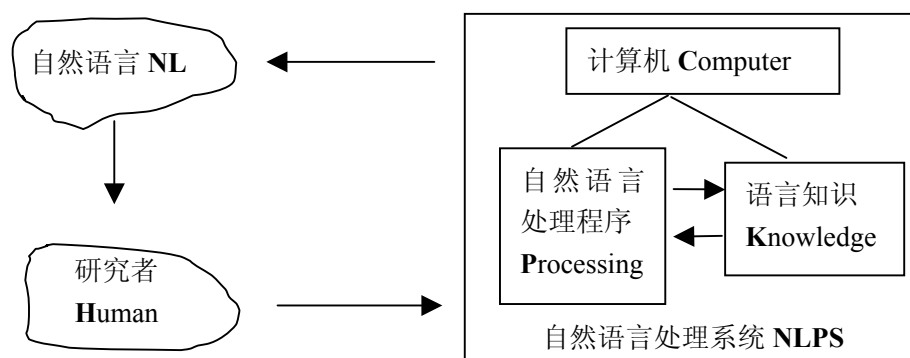 自然语言 NL
计算机 Computer
自然语言
处理程序
Processing
语言知识
Knowledge
研究者
Human
自然语言处理系统 NLPS